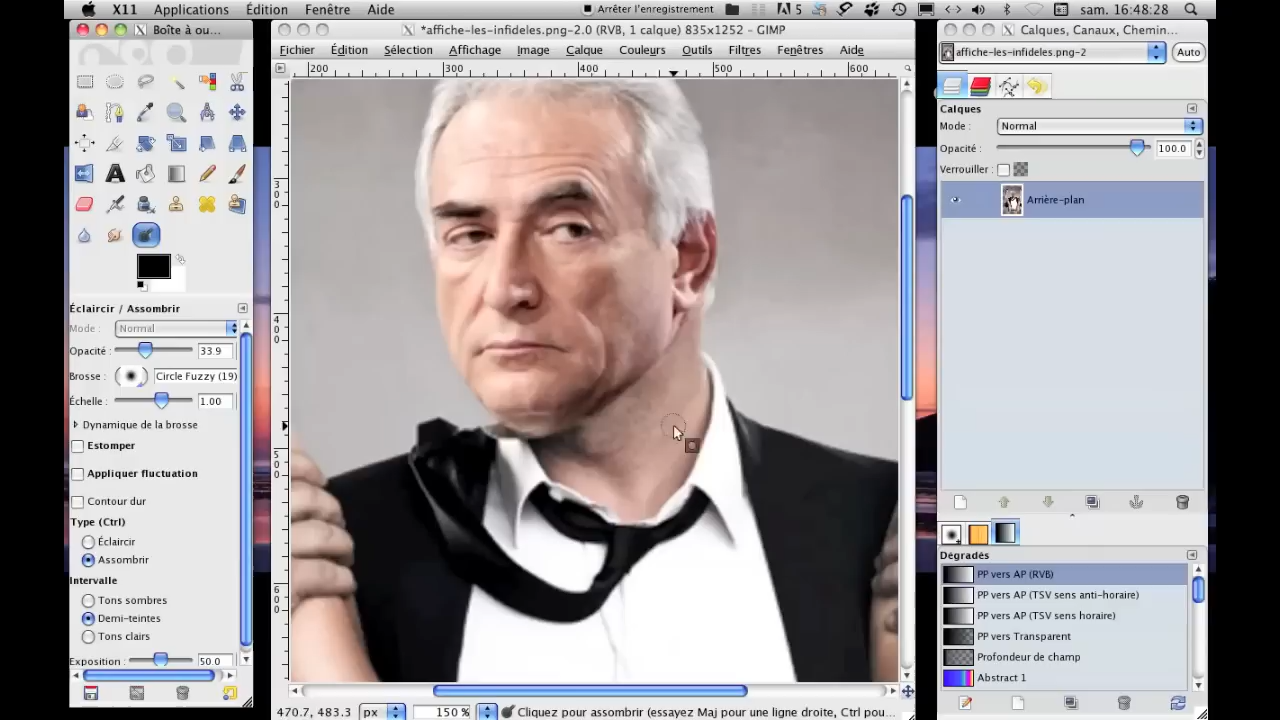 X11 Applications Édition Fenêtre Aide Arrêter l'enregistrement 5 sam. 16:48:28
Boîte à ou...
*affiche-les-infideles.png-2.0 (RVB, 1 calque) 835x1252 – GIMP
Calques, Canaux, Chemin...
Fichier Édition Sélection Affichage Image Calque Couleurs Outils Filtres Fenêtres Aide
affiche-les-infideles.png-2 Auto
200 300 400 500 600
300
400
500
600
Calques
Mode : Normal
Opacité : 100.0
Verrouiller :
Arrière-plan
Éclaircir / Assombrir
Mode : Normal
Opacité : 33.9
Brosse : Circle Fuzzy (19)
Échelle : 1.00
Dynamique de la brosse
Estomper
Appliquer fluctuation
Contour dur
Type (Ctrl)
Éclaircir
Assombrir
Intervalle
Tons sombres
Demi-teintes
Tons clairs
Exposition : 50.0
Dégradés
PP vers AP (RVB)
PP vers AP (TSV sens anti-horaire)
PP vers AP (TSV sens horaire)
PP vers Transparent
Profondeur de champ
Abstract 1
470.7, 483.3 px 150 % Cliquez pour assombrir (essayez Maj pour une ligne droite, Ctrl pou...